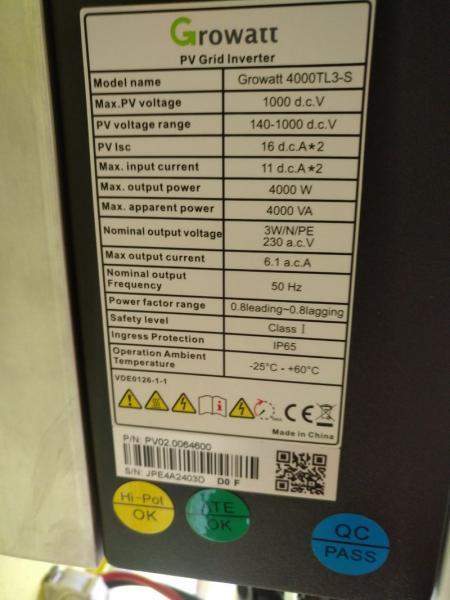 Growatt
PV Grid Inverter
Model name Growatt 4000TL3-S
Max.PV voltage 1000 d.c.V
PV voltage range 140-1000 d.c.V
PV Isc 16 d.c.A*2
Max. input current 11 d.c.A*2
Max. output power 4000 W
Max. apparent power 4000 VA
Nominal output voltage 3W/N/PE
230 a.c.V
Max output current 6.1 a.c.A
Nominal output
Frequency 50 Hz
Power factor range 0.8leading~0.8lagging
Safety level Class I
Ingress Protection IP65
Operation Ambient
Temperature -25°C - +60°C
VDE0126-1-1
CE
Made in China
P/N: PV02.0064600
S/N: JPE4A2403D D0 F
Hi-Pot
OK
ATE
OK
QC
PASS